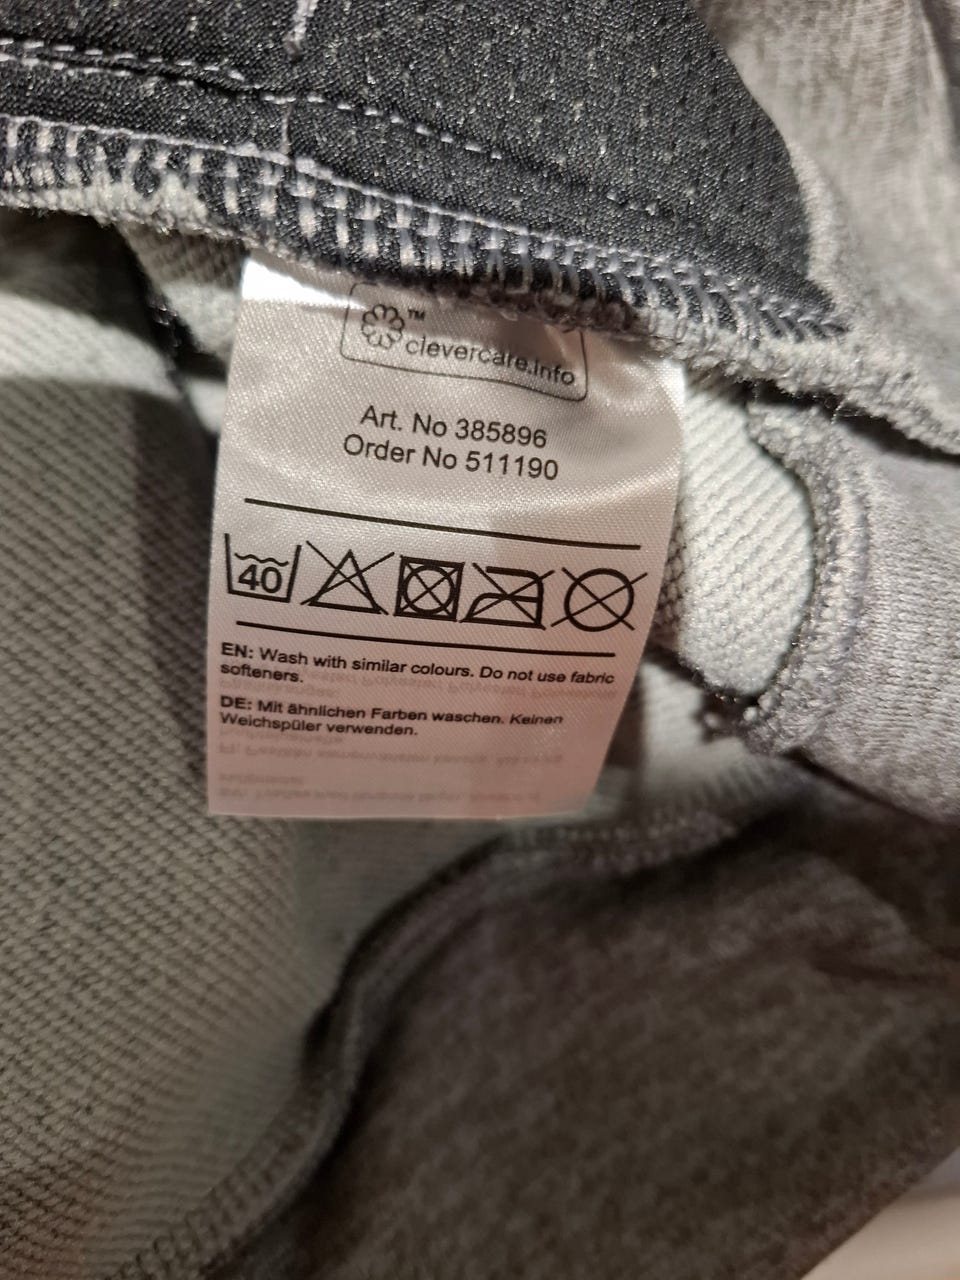 ™
clevercare.info
Art. No 385896
Order No 511190
40
EN: Wash with similar colours. Do not use fabric
softeners.
DE: Mit ähnlichen Farben waschen. Keinen
Weichspüler verwenden.